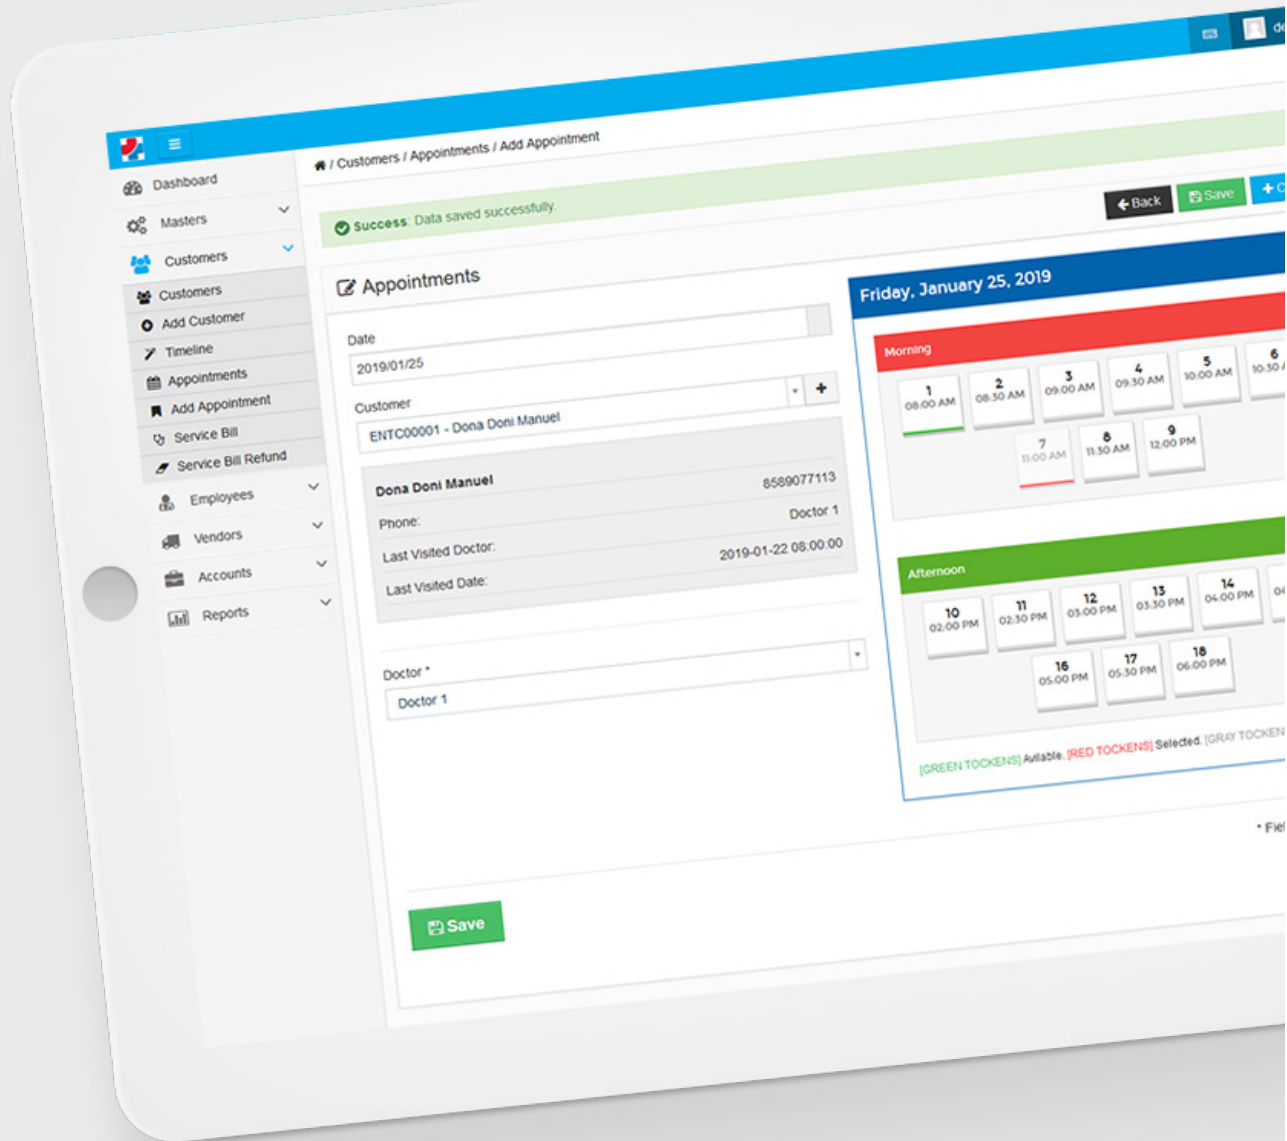 de
/ Customers / Appointments / Add Appointment
Dashboard
Masters
Customers
Customers
Add Customer
Timeline
Appointments
Add Appointment
Service Bill
Service Bill Refund
Employees
Vendors
Accounts
Reports
Success: Data saved successfully.
Back
Save
Appointments
Date
2019/01/25
Customer
ENTC00001 - Dona Doni Manuel
Dona Doni Manuel
Phone: 8589077113
Last Visited Doctor: Doctor 1
Last Visited Date: 2019-01-22 08:00:00
Doctor *
Doctor 1
Save
Friday, January 25, 2019
Morning
1 2 3 4 5 6
08:00 AM 08:30 AM 09:00 AM 09:30 AM 10:00 AM 10:30 A
7 8 9
11:00 AM 11:30 AM 12:00 PM
Afternoon
10 11 12 13 14
02:00 PM 02:30 PM 03:00 PM 03:30 PM 04:00 PM 04
16 17 18
05:00 PM 05:30 PM 06:00 PM
[GREEN TOCKENS] Avilable. [RED TOCKENS] Selected. [GRAY TOCKEN
* Fiel